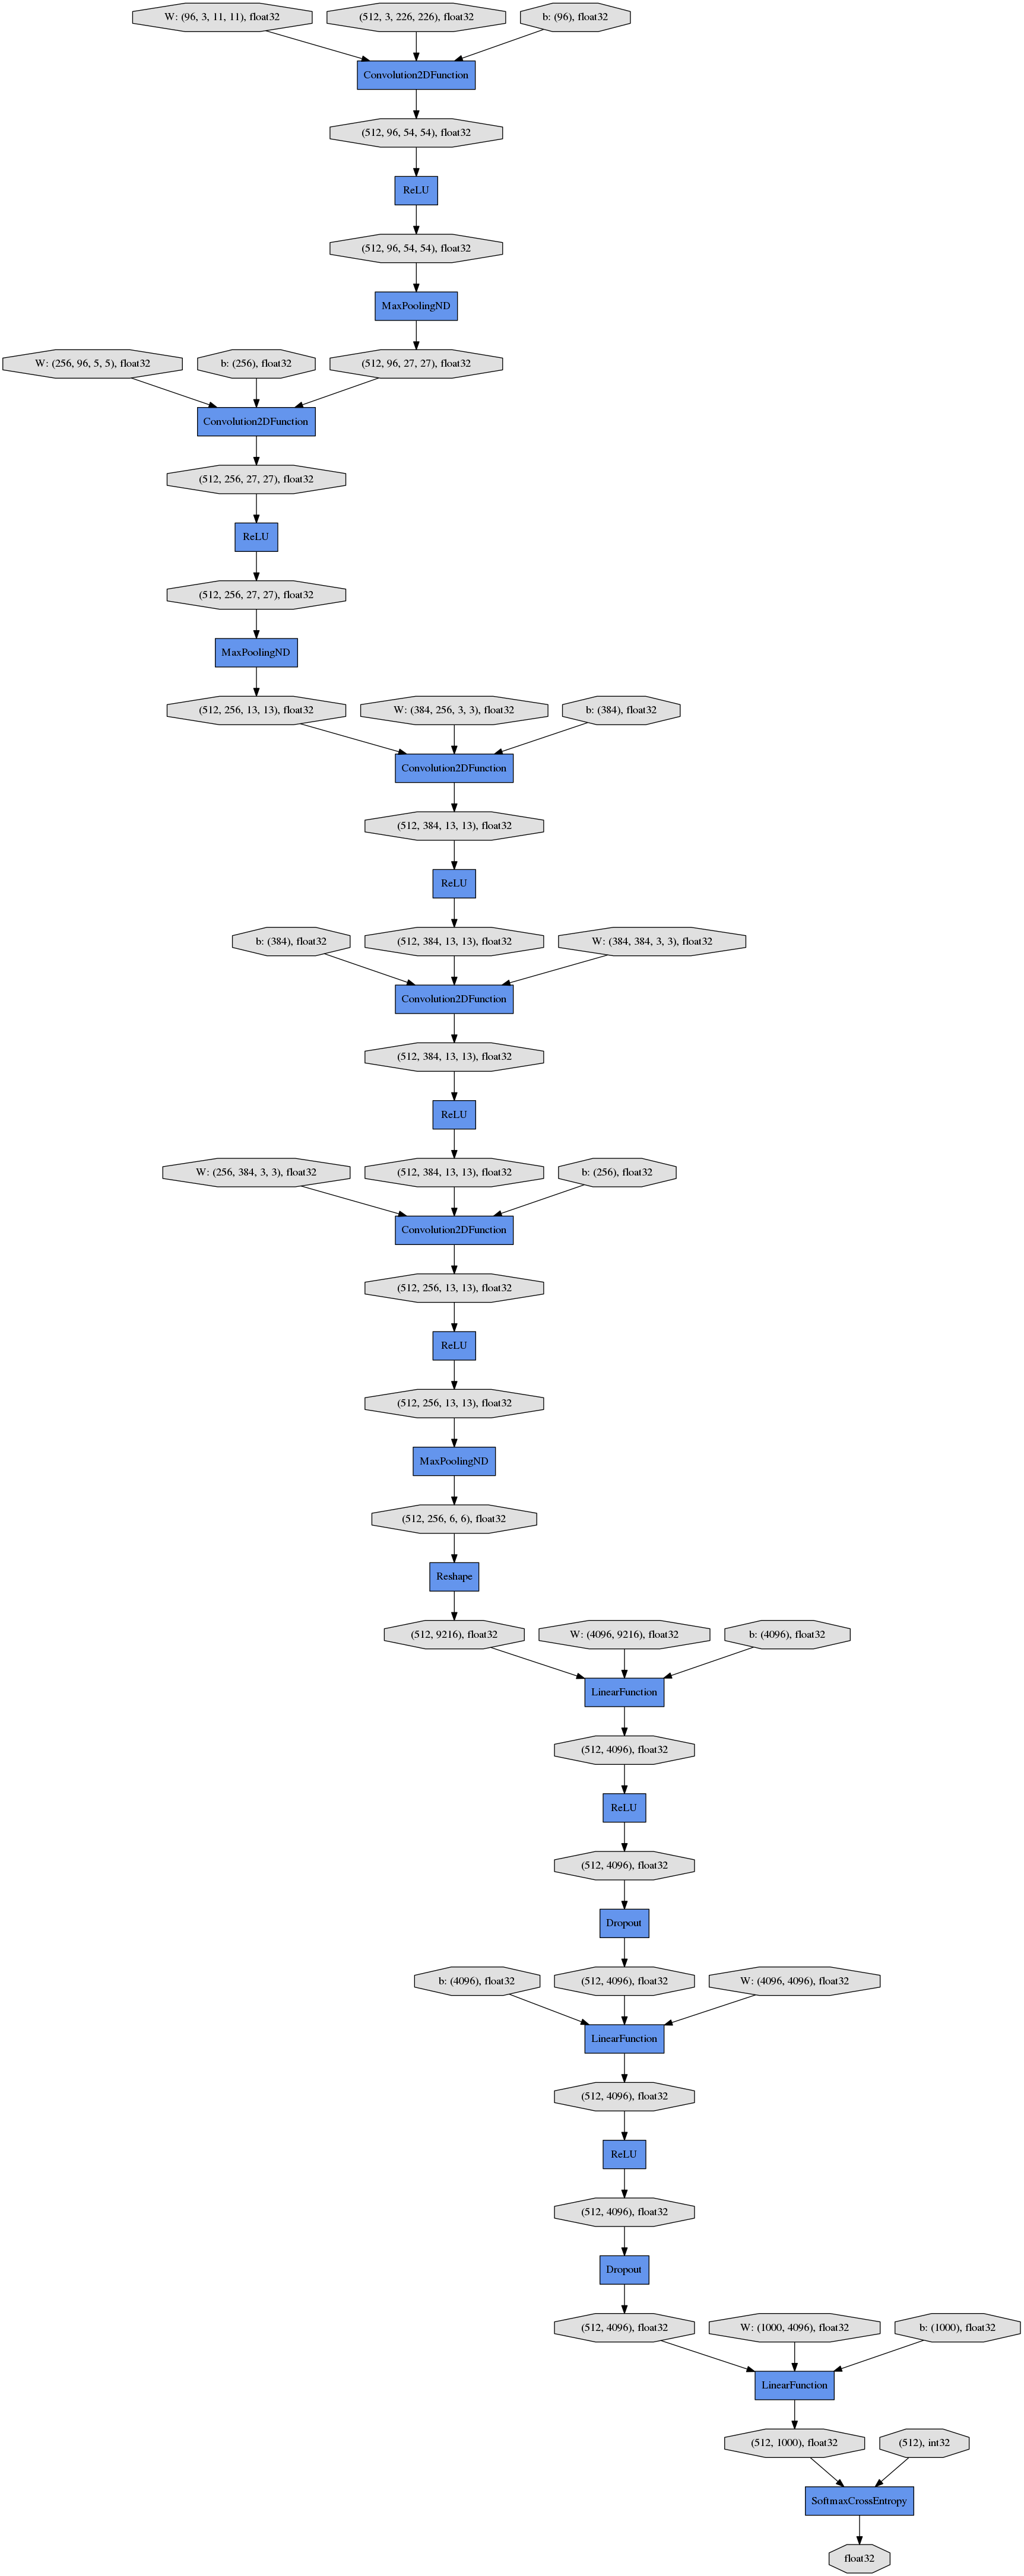 W: (96, 3, 11, 11), float32
(512, 3, 226, 226), float32
b: (96), float32
Convolution2DFunction
(512, 96, 54, 54), float32
ReLU
(512, 96, 54, 54), float32
MaxPoolingND
W: (256, 96, 5, 5), float32
b: (256), float32
(512, 96, 27, 27), float32
Convolution2DFunction
(512, 256, 27, 27), float32
ReLU
(512, 256, 27, 27), float32
MaxPoolingND
(512, 256, 13, 13), float32
W: (384, 256, 3, 3), float32
b: (384), float32
Convolution2DFunction
(512, 384, 13, 13), float32
ReLU
b: (384), float32
(512, 384, 13, 13), float32
W: (384, 384, 3, 3), float32
Convolution2DFunction
(512, 384, 13, 13), float32
ReLU
W: (256, 384, 3, 3), float32
(512, 384, 13, 13), float32
b: (256), float32
Convolution2DFunction
(512, 256, 13, 13), float32
ReLU
(512, 256, 13, 13), float32
MaxPoolingND
(512, 256, 6, 6), float32
Reshape
(512, 9216), float32
W: (4096, 9216), float32
b: (4096), float32
LinearFunction
(512, 4096), float32
ReLU
(512, 4096), float32
Dropout
b: (4096), float32
(512, 4096), float32
W: (4096, 4096), float32
LinearFunction
(512, 4096), float32
ReLU
(512, 4096), float32
Dropout
(512, 4096), float32
W: (1000, 4096), float32
b: (1000), float32
LinearFunction
(512, 1000), float32
(512), int32
SoftmaxCrossEntropy
float32